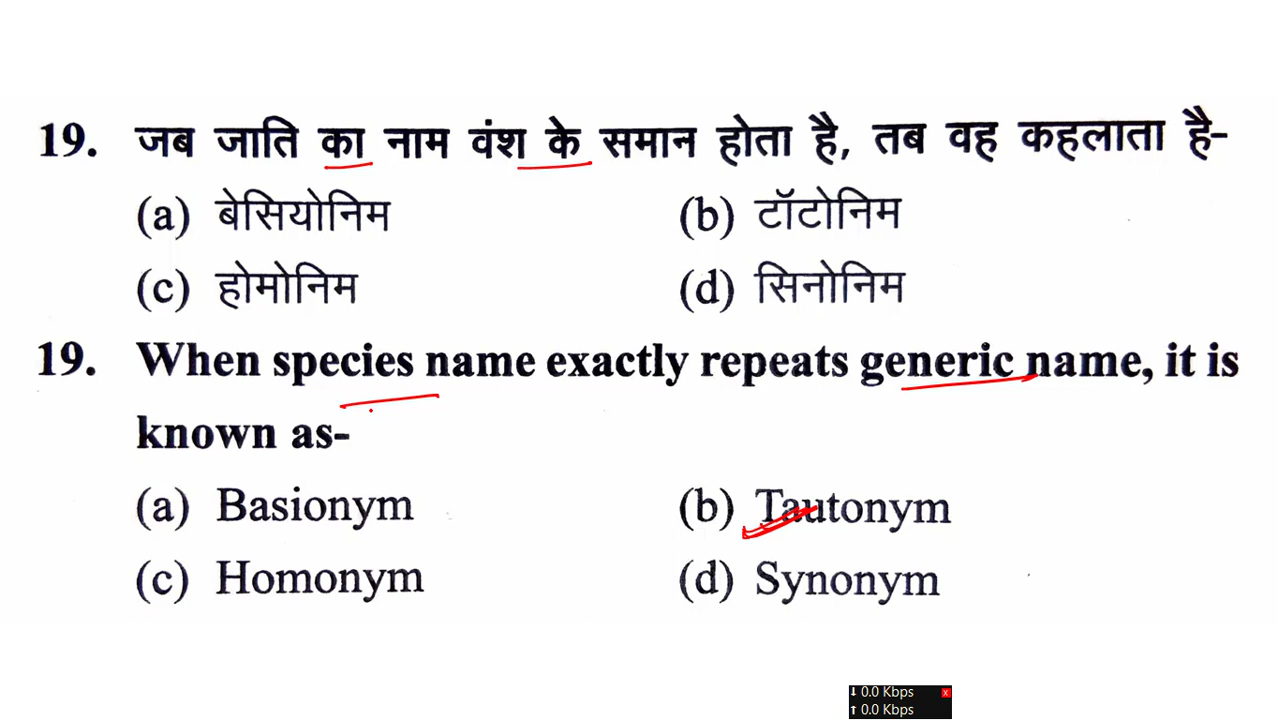 19. जब जाति का नाम वंश के समान होता है, तब वह कहलाता है-
(a) बेसियोनिम (b) टॉटोनिम
(c) होमोनिम (d) सिनोनिम
19. When species name exactly repeats generic name, it is
known as-
(a) Basionym (b) Tautonym
(c) Homonym (d) Synonym
↓ 0.0 Kbps x
↑ 0.0 Kbps